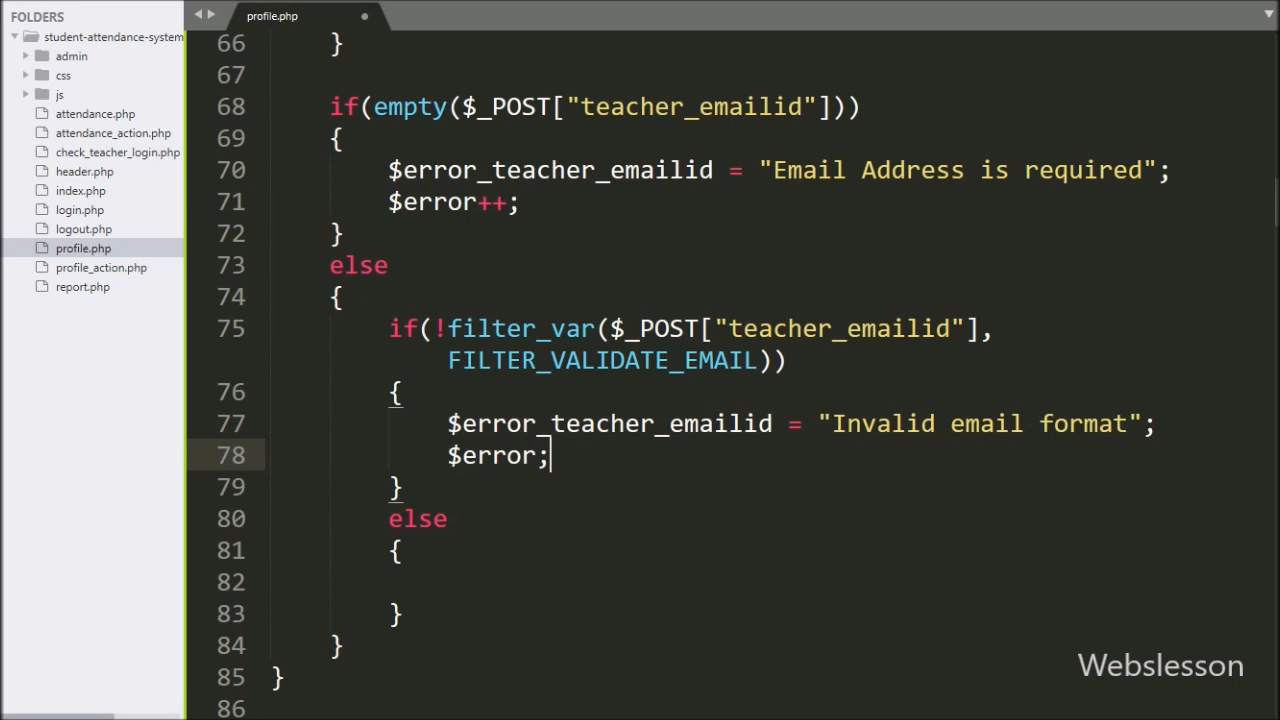 FOLDERS
student-attendance-system
admin
css
js
attendance.php
attendance_action.php
check_teacher_login.php
header.php
index.php
login.php
logout.php
profile.php
profile_action.php
report.php
profile.php
66 }
67
68 if(empty($_POST["teacher_emailid"]))
69 {
70 $error_teacher_emailid = "Email Address is required";
71 $error++;
72 }
73 else
74 {
75 if(!filter_var($_POST["teacher_emailid"],
FILTER_VALIDATE_EMAIL))
76 {
77 $error_teacher_emailid = "Invalid email format";
78 $error;
79 }
80 else
81 {
82
83 }
84 }
85 }
86
Webslesson